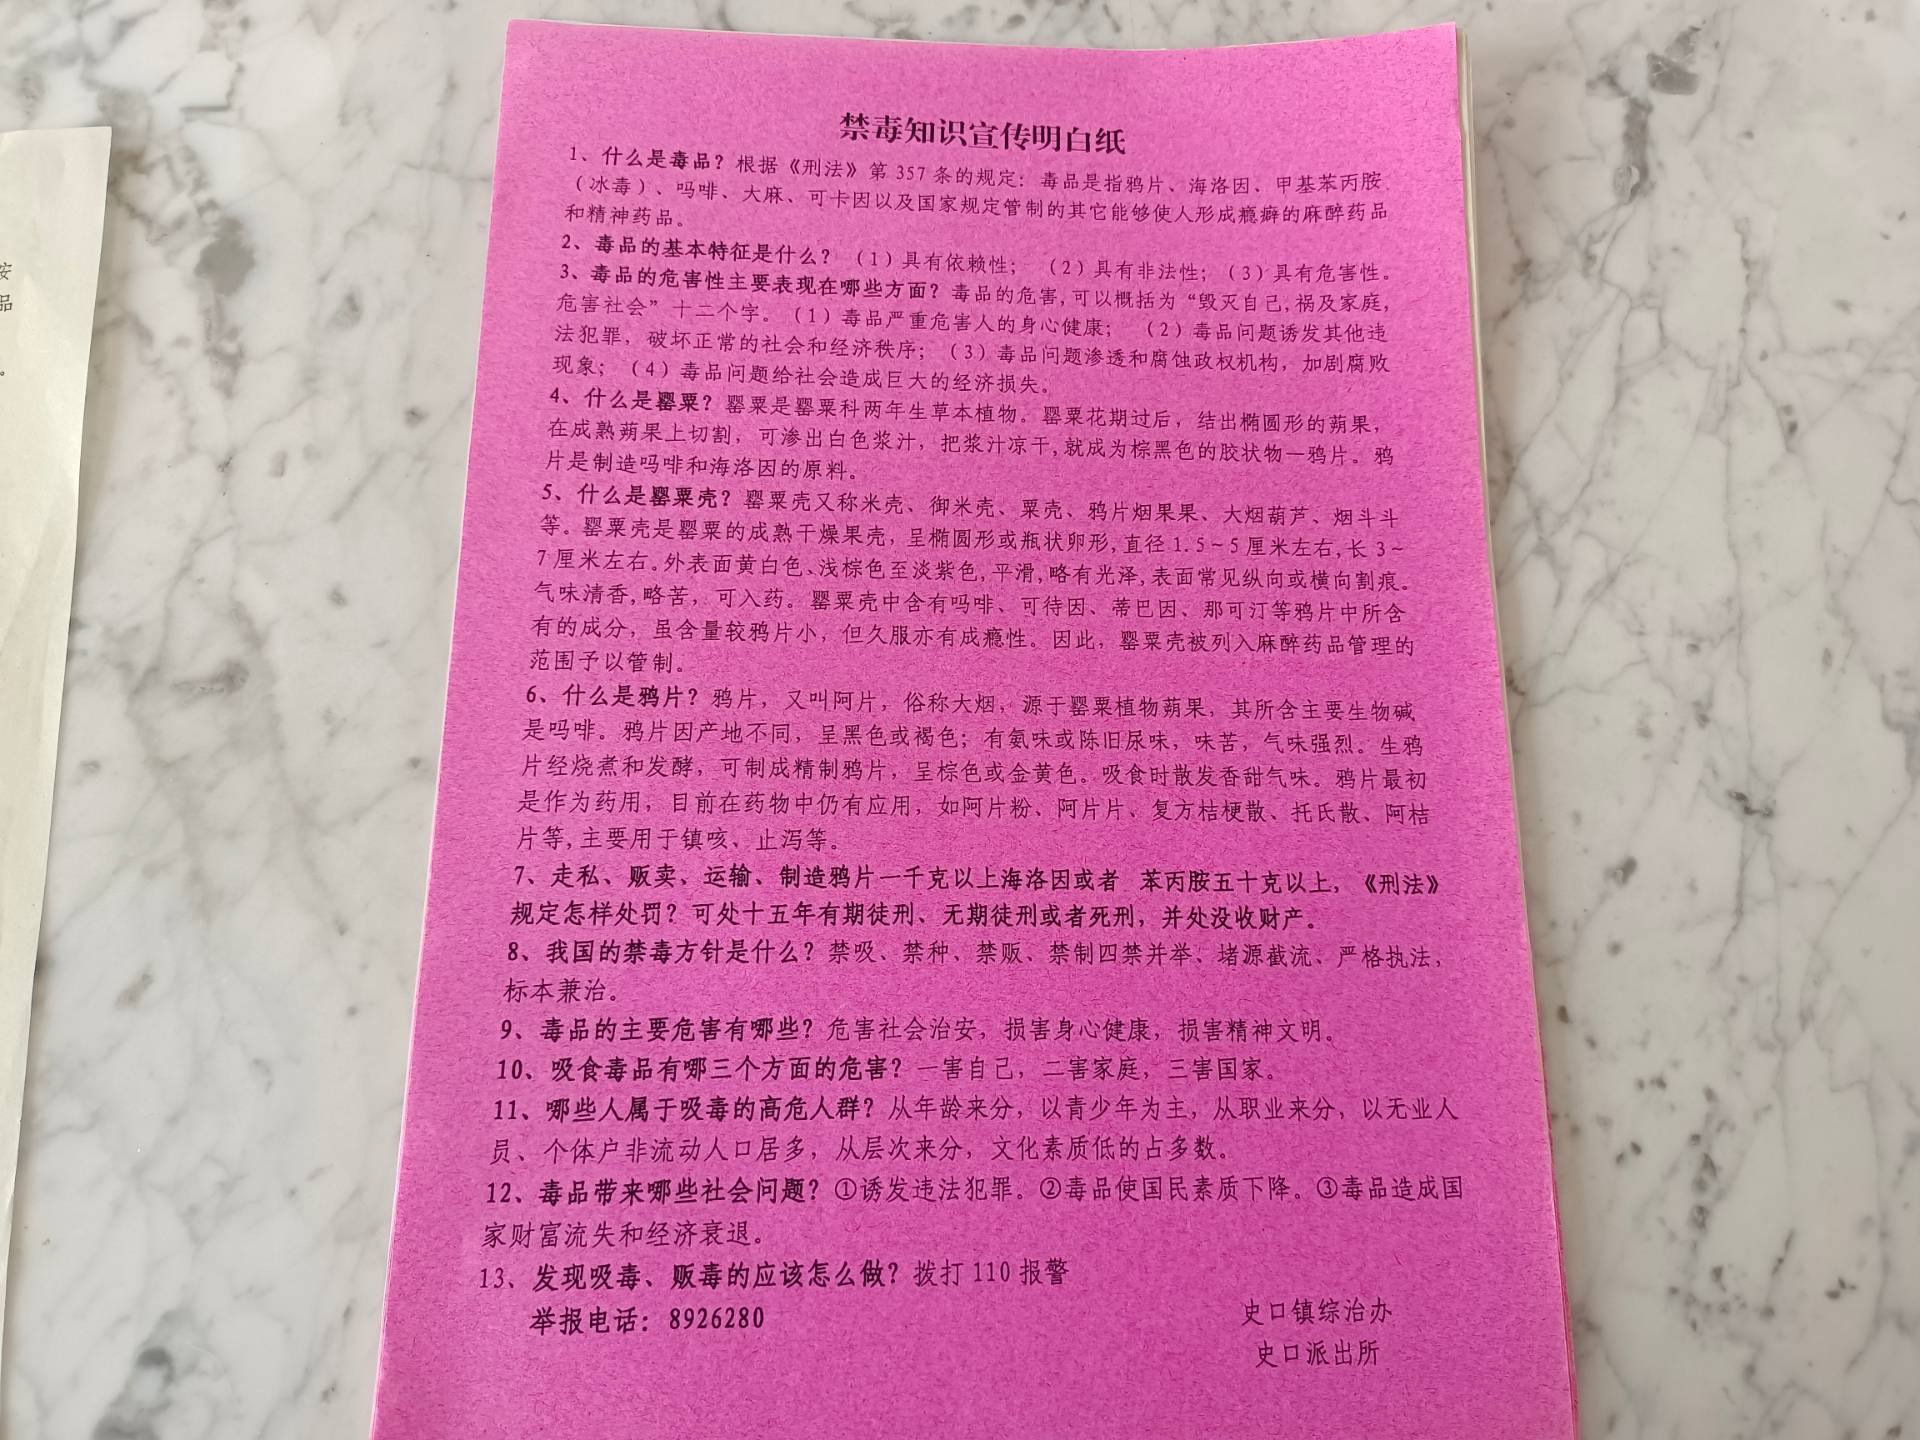 禁毒知识宣传明白纸
1、什么是毒品？根据《刑法》第 357 条的规定：毒品是指鸦片、海洛因、甲基苯丙胺
（冰毒）、吗啡、大麻、可卡因以及国家规定管制的其它能够使人形成瘾癖的麻醉药品
和精神药品。
2、毒品的基本特征是什么？（1）具有依赖性；（2）具有非法性；（3）具有危害性。
3、毒品的危害性主要表现在哪些方面？毒品的危害,可以概括为“毁灭自己,祸及家庭,
危害社会”十二个字。（1）毒品严重危害人的身心健康；（2）毒品问题诱发其他违
法犯罪，破坏正常的社会和经济秩序；（3）毒品问题渗透和腐蚀政权机构，加剧腐败
现象；（4）毒品问题给社会造成巨大的经济损失。
4、什么是罂粟？罂粟是罂粟科两年生草本植物。罂粟花期过后，结出椭圆形的蒴果，
在成熟蒴果上切割，可渗出白色浆汁，把浆汁凉干,就成为棕黑色的胶状物—鸦片。鸦
片是制造吗啡和海洛因的原料。
5、什么是罂粟壳？罂粟壳又称米壳、御米壳、粟壳、鸦片烟果果、大烟葫芦、烟斗斗
等。罂粟壳是罂粟的成熟干燥果壳，呈椭圆形或瓶状卵形,直径 1.5～5 厘米左右,长 3～
7 厘米左右。外表面黄白色、浅棕色至淡紫色,平滑,略有光泽,表面常见纵向或横向割痕。
气味清香,略苦，可入药。罂粟壳中含有吗啡、可待因、蒂巴因、那可汀等鸦片中所含
有的成分，虽含量较鸦片小，但久服亦有成瘾性。因此，罂粟壳被列入麻醉药品管理的
范围予以管制。
6、什么是鸦片？鸦片，又叫阿片，俗称大烟，源于罂粟植物蒴果，其所含主要生物碱
是吗啡。鸦片因产地不同，呈黑色或褐色；有氨味或陈旧尿味，味苦，气味强烈。生鸦
片经烧煮和发酵，可制成精制鸦片，呈棕色或金黄色。吸食时散发香甜气味。鸦片最初
是作为药用，目前在药物中仍有应用，如阿片粉、阿片片、复方桔梗散、托氏散、阿桔
片等,主要用于镇咳、止泻等。
7、走私、贩卖、运输、制造鸦片一千克以上海洛因或者 苯丙胺五十克以上，《刑法》
规定怎样处罚？可处十五年有期徒刑、无期徒刑或者死刑，并处没收财产。
8、我国的禁毒方针是什么？禁吸、禁种、禁贩、禁制四禁并举、堵源截流、严格执法，
标本兼治。
9、毒品的主要危害有哪些？危害社会治安，损害身心健康，损害精神文明。
10、吸食毒品有哪三个方面的危害？一害自己，二害家庭，三害国家。
11、哪些人属于吸毒的高危人群？从年龄来分，以青少年为主，从职业来分，以无业人
员、个体户非流动人口居多，从层次来分，文化素质低的占多数。
12、毒品带来哪些社会问题？①诱发违法犯罪。②毒品使国民素质下降。③毒品造成国
家财富流失和经济衰退。
13、发现吸毒、贩毒的应该怎么做？拨打 110 报警
举报电话：8926280
史口镇综治办
史口派出所
安
品
。